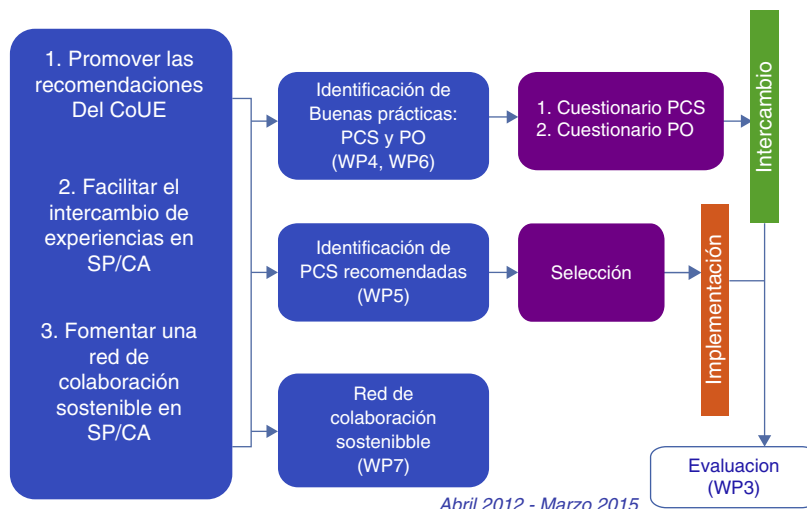 1. Promover las
recomendaciones
Del CoUE
2. Facilitar el
intercambio de
experiencias en
SP/CA
3. Fomentar una
red de
colaboración
sostenible en
SP/CA
Identificación de
Buenas prácticas:
PCS y PO
(WP4, WP6)
1. Cuestionario PCS
2. Cuestionario PO
Intercambio
Identificación de
PCS recomendadas
(WP5)
Selección
Implementación
Red de
colaboración
sostenibble
(WP7)
Evaluacion
(WP3)
Abril 2012 - Marzo 2015